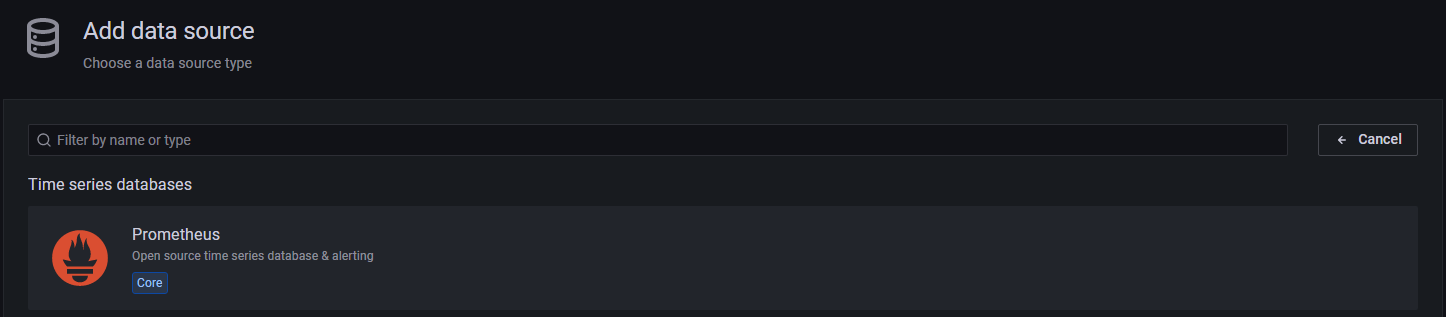 Add data source
Choose a data source type
Filter by name or type
Cancel
Time series databases
Prometheus
Open source time series database & alerting
Core